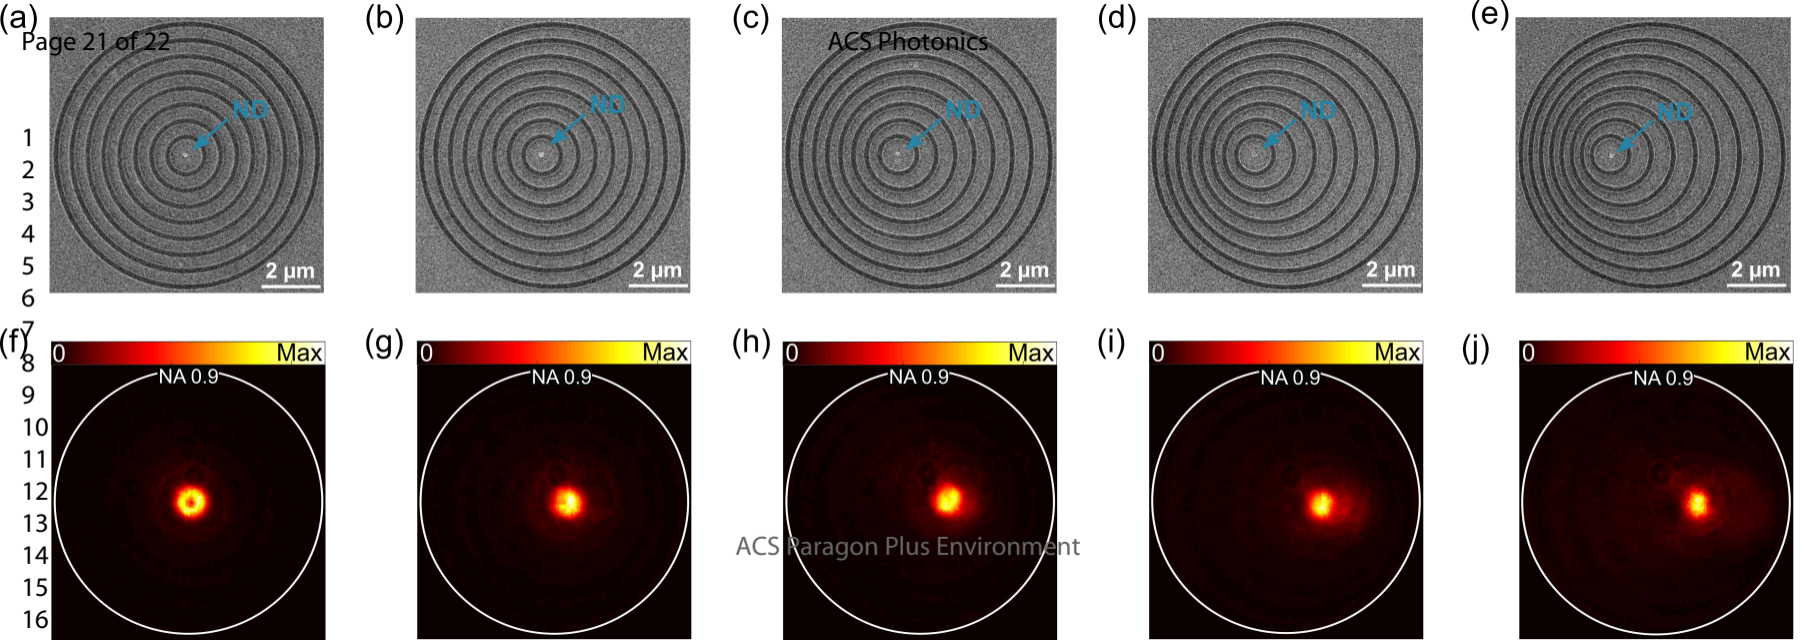 (a) (b) (c) (d) (e)
Page 21 of 22 ACS Photonics
ND ND ND ND ND
1
2
3
4
5
2 µm 2 µm 2 µm 2 µm 2 µm
6
7
(f) (g) (h) (i) (j)
8 0 Max 0 Max 0 Max 0 Max 0 Max
NA 0.9 NA 0.9 NA 0.9 NA 0.9 NA 0.9
9
10
11
12
13
ACS Paragon Plus Environment
14
15
16